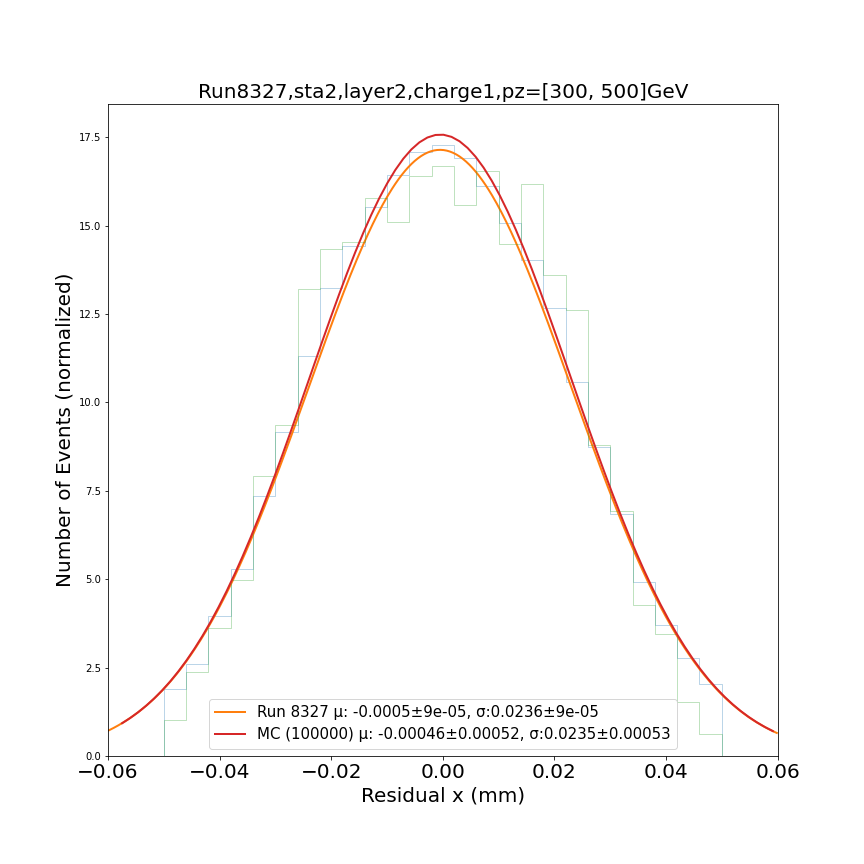 Run8327,sta2,layer2,charge1,pz=[300, 500]GeV
Number of Events (normalized)
17.5
15.0
12.5
10.0
7.5
5.0
2.5
0.0
Run 8327 μ: -0.0005±9e-05, σ:0.0236±9e-05
MC (100000) μ: -0.00046±0.00052, σ:0.0235±0.00053
−0.06 −0.04 −0.02 0.00 0.02 0.04 0.06
Residual x (mm)